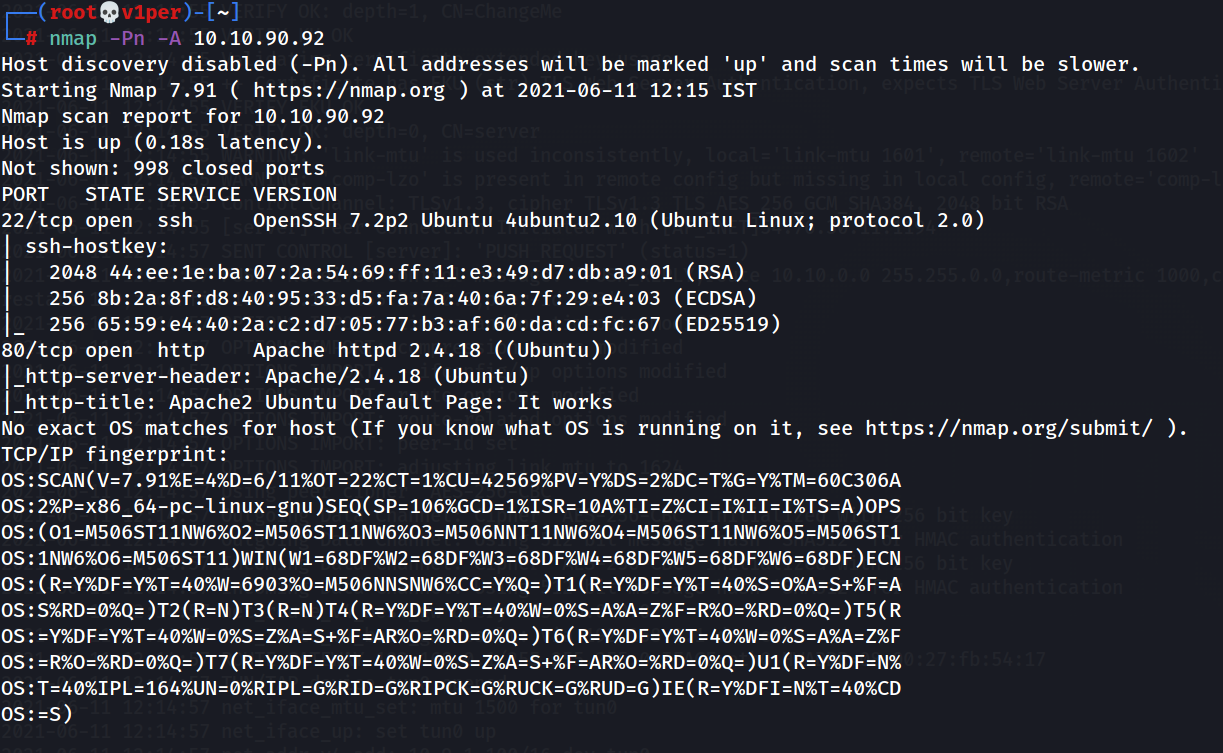 ┌──(root💀v1per)-[~]
└─# nmap -Pn -A 10.10.90.92
Host discovery disabled (-Pn). All addresses will be marked 'up' and scan times will be slower.
Starting Nmap 7.91 ( https://nmap.org ) at 2021-06-11 12:15 IST
Nmap scan report for 10.10.90.92
Host is up (0.18s latency).
Not shown: 998 closed ports
PORT   STATE SERVICE VERSION
22/tcp open  ssh     OpenSSH 7.2p2 Ubuntu 4ubuntu2.10 (Ubuntu Linux; protocol 2.0)
| ssh-hostkey:
|   2048 44:ee:1e:ba:07:2a:54:69:ff:11:e3:49:d7:db:a9:01 (RSA)
|   256 8b:2a:8f:d8:40:95:33:d5:fa:7a:40:6a:7f:29:e4:03 (ECDSA)
|_  256 65:59:e4:40:2a:c2:d7:05:77:b3:af:60:da:cd:fc:67 (ED25519)
80/tcp open  http    Apache httpd 2.4.18 ((Ubuntu))
|_http-server-header: Apache/2.4.18 (Ubuntu)
|_http-title: Apache2 Ubuntu Default Page: It works
No exact OS matches for host (If you know what OS is running on it, see https://nmap.org/submit/ ).
TCP/IP fingerprint:
OS:SCAN(V=7.91%E=4%D=6/11%OT=22%CT=1%CU=42569%PV=Y%DS=2%DC=T%G=Y%TM=60C306A
OS:2%P=x86_64-pc-linux-gnu)SEQ(SP=106%GCD=1%ISR=10A%TI=Z%CI=I%II=I%TS=A)OPS
OS:(O1=M506ST11NW6%O2=M506ST11NW6%O3=M506NNT11NW6%O4=M506ST11NW6%O5=M506ST1
OS:1NW6%O6=M506ST11)WIN(W1=68DF%W2=68DF%W3=68DF%W4=68DF%W5=68DF%W6=68DF)ECN
OS:(R=Y%DF=Y%T=40%W=6903%O=M506NNSNW6%CC=Y%Q=)T1(R=Y%DF=Y%T=40%S=O%A=S+%F=A
OS:S%RD=0%Q=)T2(R=N)T3(R=N)T4(R=Y%DF=Y%T=40%W=0%S=A%A=Z%F=R%O=%RD=0%Q=)T5(R
OS:=Y%DF=Y%T=40%W=0%S=Z%A=S+%F=AR%O=%RD=0%Q=)T6(R=Y%DF=Y%T=40%W=0%S=A%A=Z%F
OS:=R%O=%RD=0%Q=)T7(R=Y%DF=Y%T=40%W=0%S=Z%A=S+%F=AR%O=%RD=0%Q=)U1(R=Y%DF=N%
OS:T=40%IPL=164%UN=0%RIPL=G%RID=G%RIPCK=G%RUCK=G%RUD=G)IE(R=Y%DFI=N%T=40%CD
OS:=S)